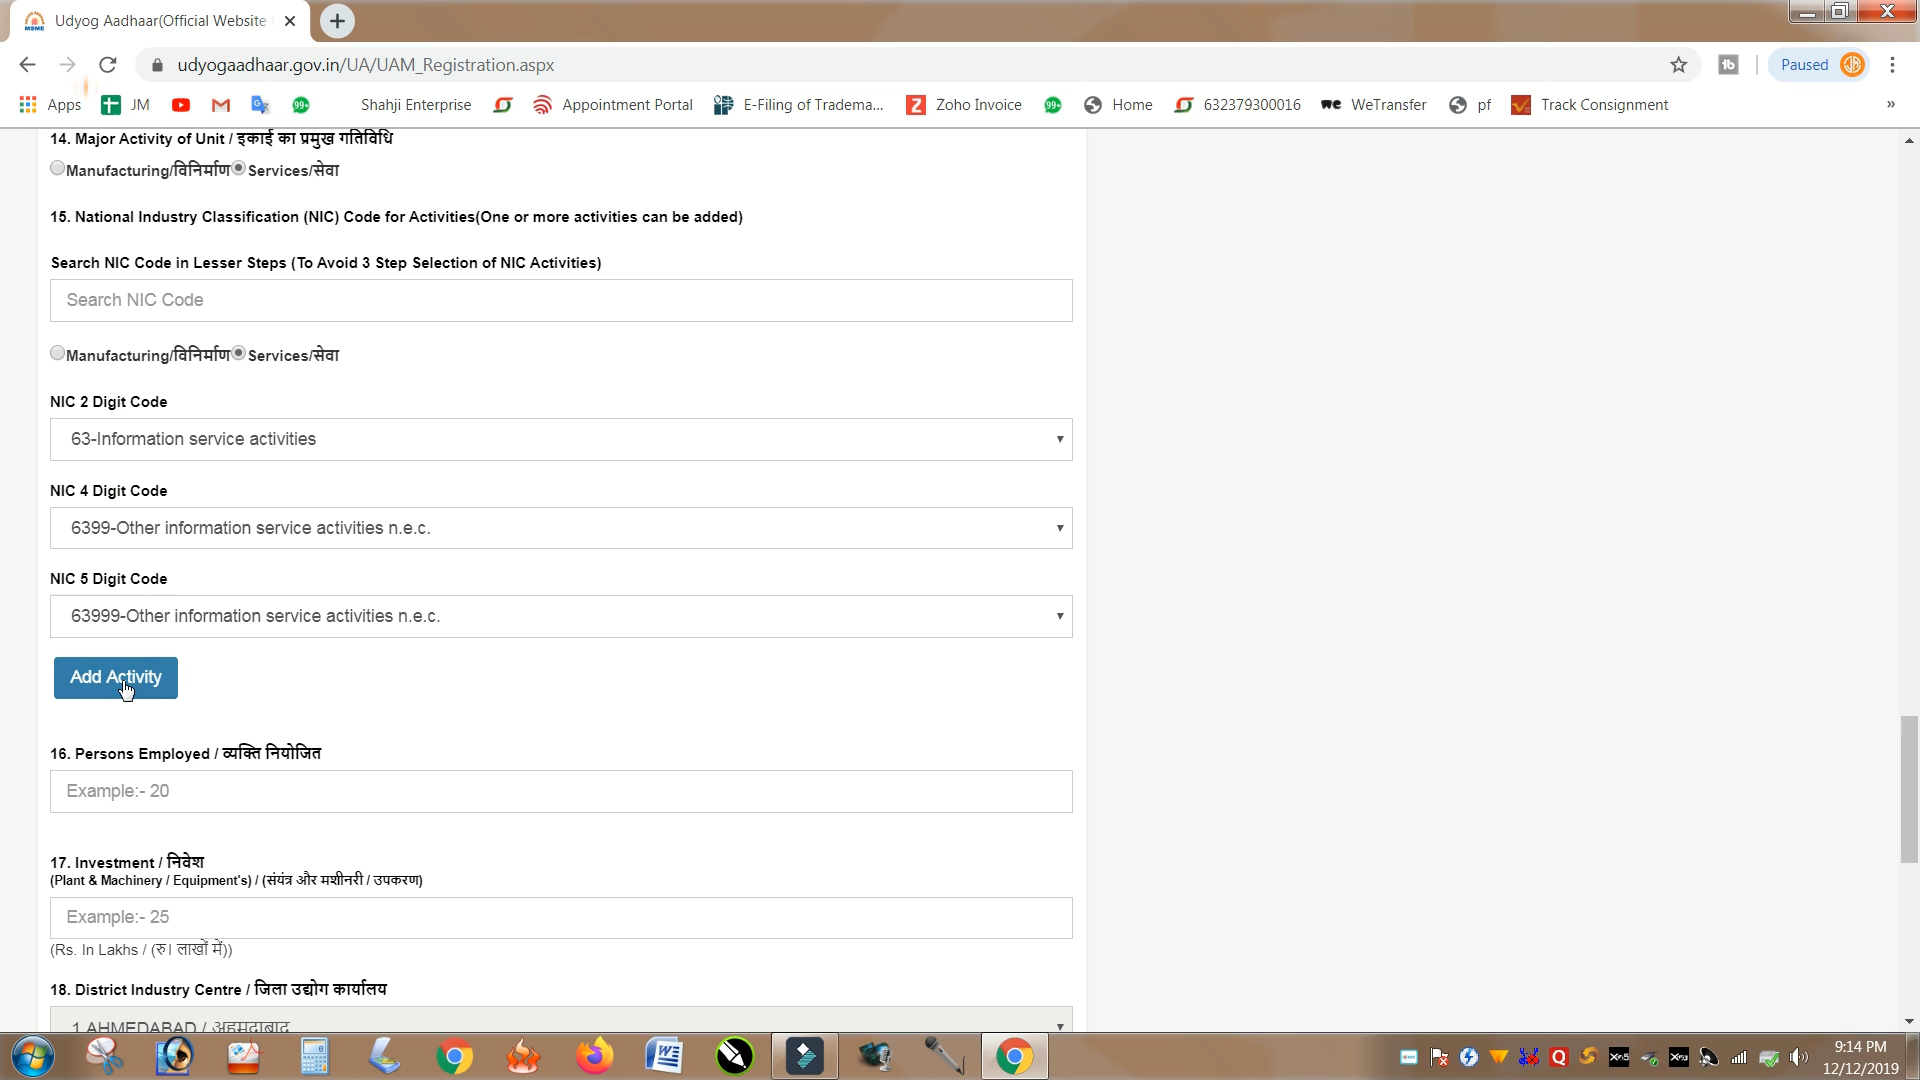 Udyog Aadhaar(Official Website
udyogaadhaar.gov.in/UA/UAM_Registration.aspx
Paused
Apps JM Shahji Enterprise Appointment Portal E-Filing of Tradema... Zoho Invoice Home 632379300016 WeTransfer pf Track Consignment »
14. Major Activity of Unit / इकाई का प्रमुख गतिविधि
Manufacturing/विनिर्माण Services/सेवा
15. National Industry Classification (NIC) Code for Activities(One or more activities can be added)
Search NIC Code in Lesser Steps (To Avoid 3 Step Selection of NIC Activities)
Search NIC Code
Manufacturing/विनिर्माण Services/सेवा
NIC 2 Digit Code
63-Information service activities
NIC 4 Digit Code
6399-Other information service activities n.e.c.
NIC 5 Digit Code
63999-Other information service activities n.e.c.
Add Activity
16. Persons Employed / व्यक्ति नियोजित
Example:- 20
17. Investment / निवेश
(Plant & Machinery / Equipment's) / (संयंत्र और मशीनरी / उपकरण)
Example:- 25
(Rs. In Lakhs / (रु। लाखों में))
18. District Industry Centre / जिला उद्योग कार्यालय
1 AHMEDABAD / अहमदाबाद
9:14 PM
12/12/2019